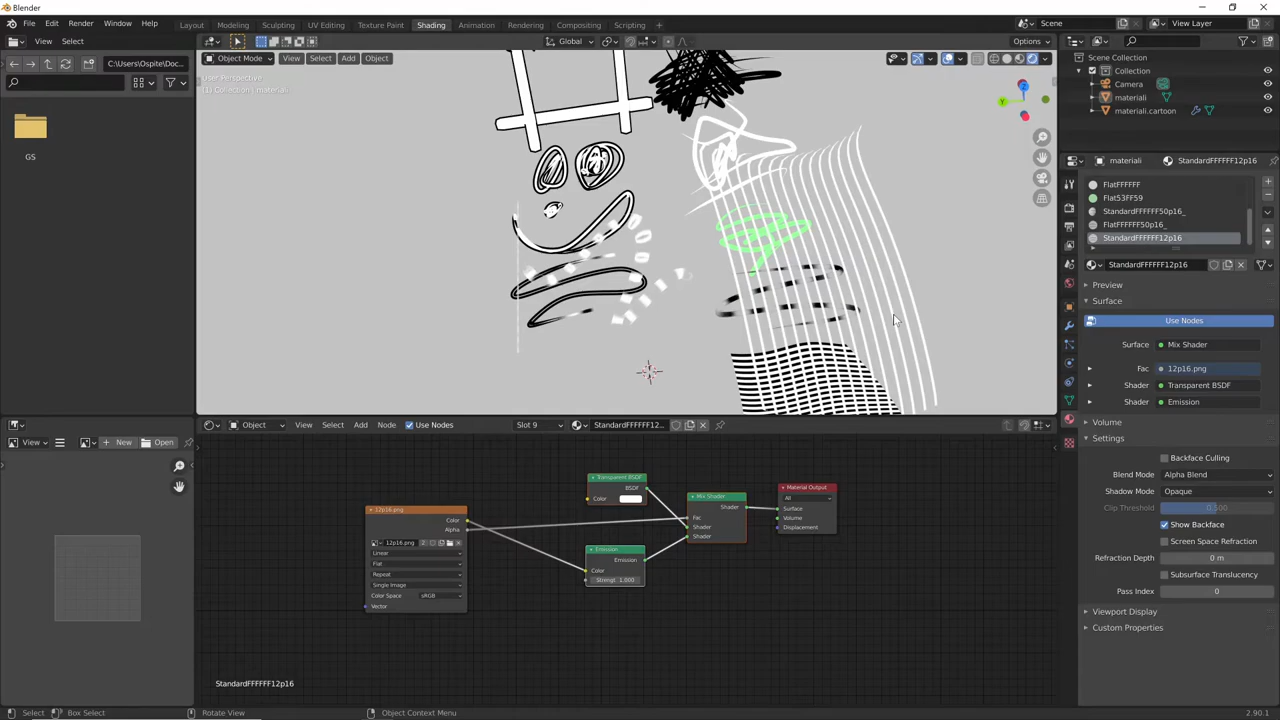 Blender
File Edit Render Window Help
Layout Modeling Sculpting UV Editing Texture Paint Shading Animation Rendering Compositing Scripting +
Scene
View Layer
View Select
Global
Options
C:\Users\Ospite\Doc...
Object Mode View Select Add Object
User Perspective
(1) Collection | materiali
GS
Y
Z
Scene Collection
Collection
Camera
materiali
materiali.cartoon
materiali
StandardFFFFFF12p16
FlatFFFFFF
Flat53FF59
StandardFFFFFF50p16_
FlatFFFFFF50p16_
StandardFFFFFF12p16
StandardFFFFFF12p16
Preview
Surface
Use Nodes
Surface Mix Shader
Fac 12p16.png
Shader Transparent BSDF
Shader Emission
Volume
Settings
Backface Culling
Blend Mode Alpha Blend
Shadow Mode Opaque
Clip Threshold 0.500
Show Backface
Screen Space Refraction
Refraction Depth 0 m
Subsurface Translucency
Pass Index 0
Viewport Display
Custom Properties
View
New
Open
Object View Select Add Node Use Nodes
Slot 9
StandardFFFFFF12...
12p16.png
Color
Alpha
12p16.png 2
Linear
Flat
Repeat
Single Image
Color Space sRGB
Vector
Transparent BSDF
BSDF
Color
Emission
Emission
Color
Strengt 1.000
Mix Shader
Shader
Fac
Shader
Shader
Material Output
All
Surface
Volume
Displacement
StandardFFFFFF12p16
Select
Box Select
Rotate View
Object Context Menu
2.90.1